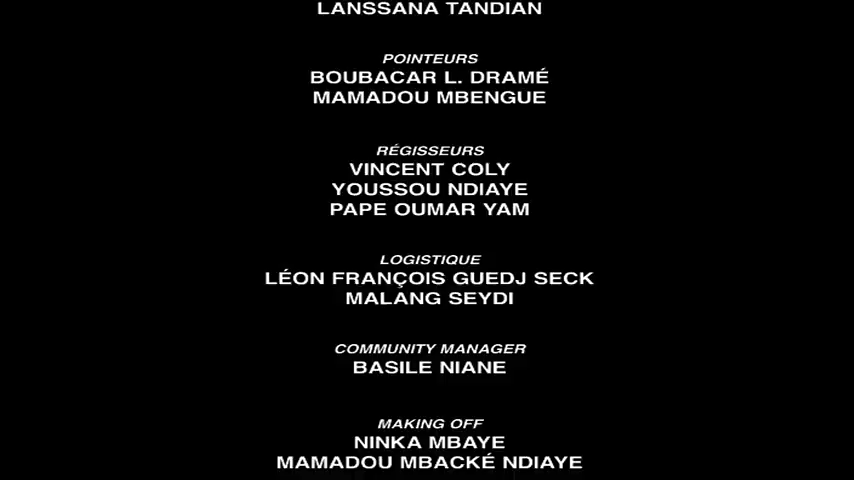 LANSSANA TANDIAN
POINTEURS
BOUBACAR L. DRAMÉ
MAMADOU MBENGUE
RÉGISSEURS
VINCENT COLY
YOUSSOU NDIAYE
PAPE OUMAR YAM
LOGISTIQUE
LÉON FRANÇOIS GUEDJ SECK
MALANG SEYDI
COMMUNITY MANAGER
BASILE NIANE
MAKING OFF
NINKA MBAYE
MAMADOU MBACKÉ NDIAYE